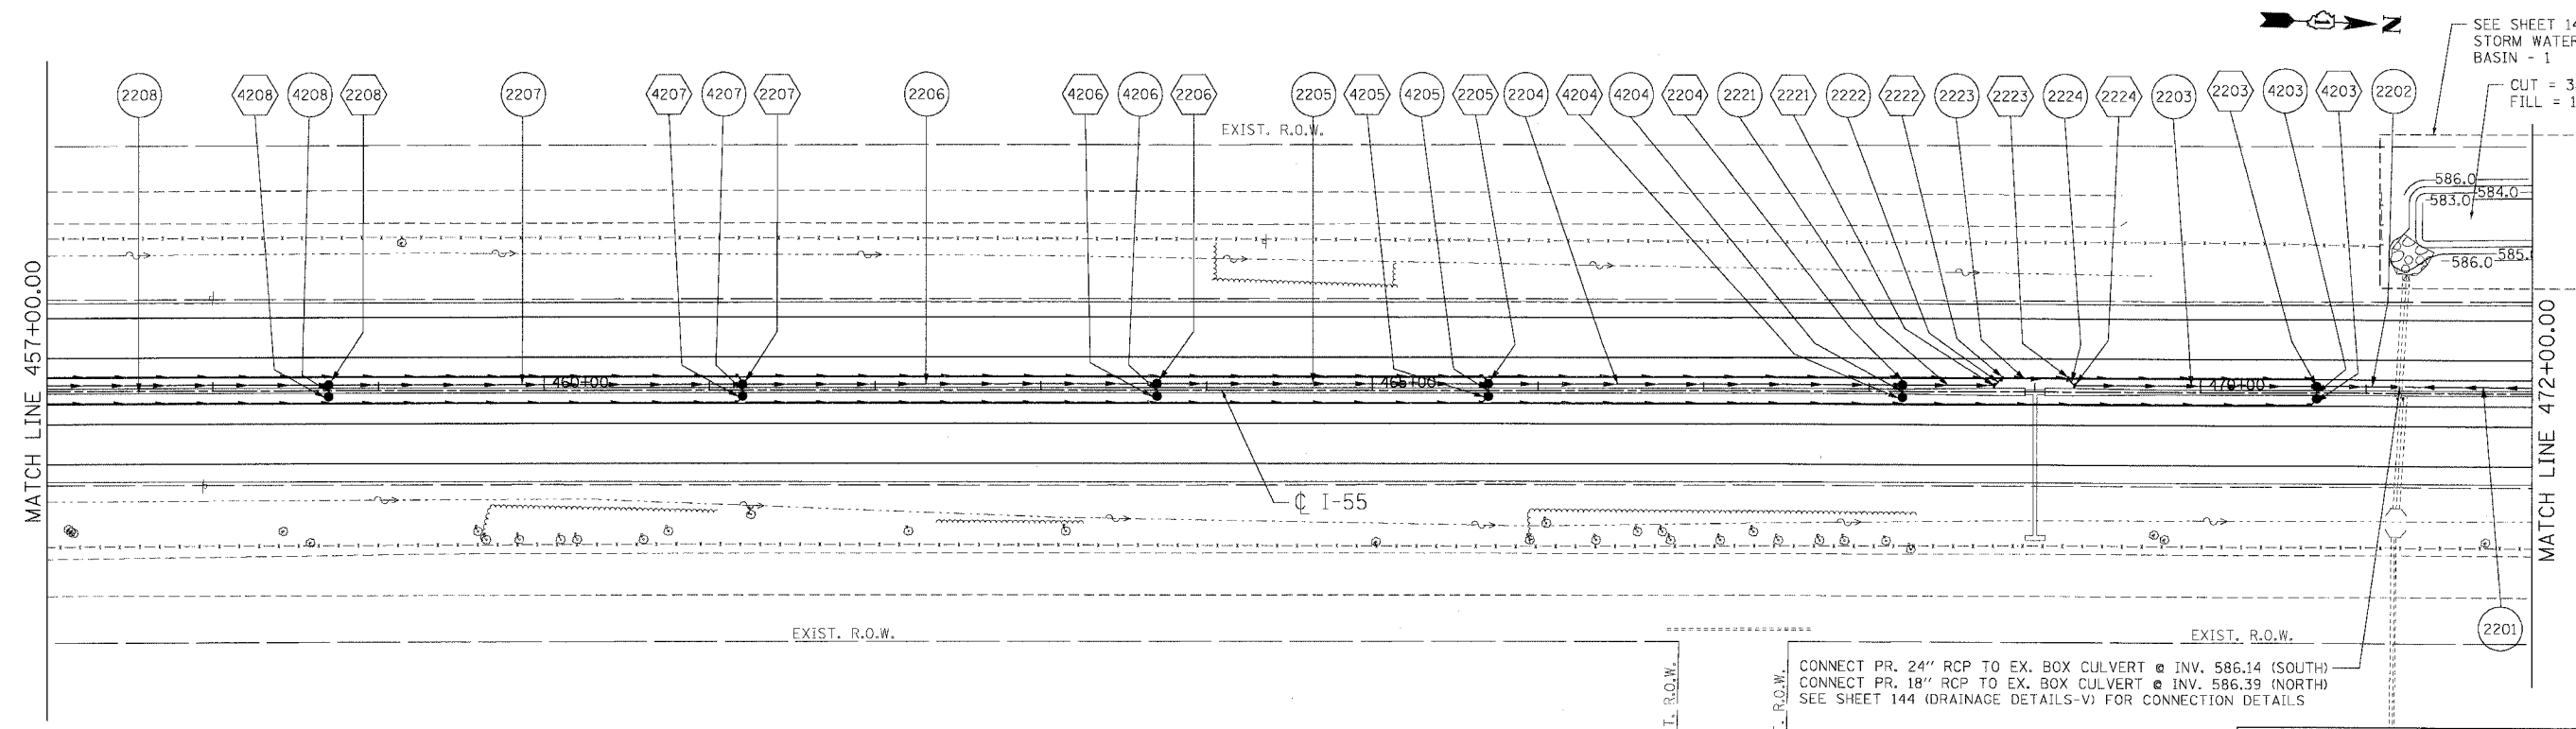 N
SEE SHEET 14
STORM WATER
BASIN - 1
CUT = 3
FILL = 1
2208 4208 4208 2208 2207 4207 4207 2207 2206 4206 4206 2206 2205 4205 4205 2205 2204 4204 4204 2204 2221 2221 2222 2222 2223 2223 2224 2224 2203 2203 4203 4203 2202
EXIST. R.O.W.
586.0
584.0
583.0
585.
586.0
MATCH LINE 457+00.00
460+00
465+00
470+00
MATCH LINE 472+00.00
℄ I-55
EXIST. R.O.W.
EXIST. R.O.W.
2201
T. R.O.W.
. R.O.W.
CONNECT PR. 24" RCP TO EX. BOX CULVERT @ INV. 586.14 (SOUTH)
CONNECT PR. 18" RCP TO EX. BOX CULVERT @ INV. 586.39 (NORTH)
SEE SHEET 144 (DRAINAGE DETAILS-V) FOR CONNECTION DETAILS